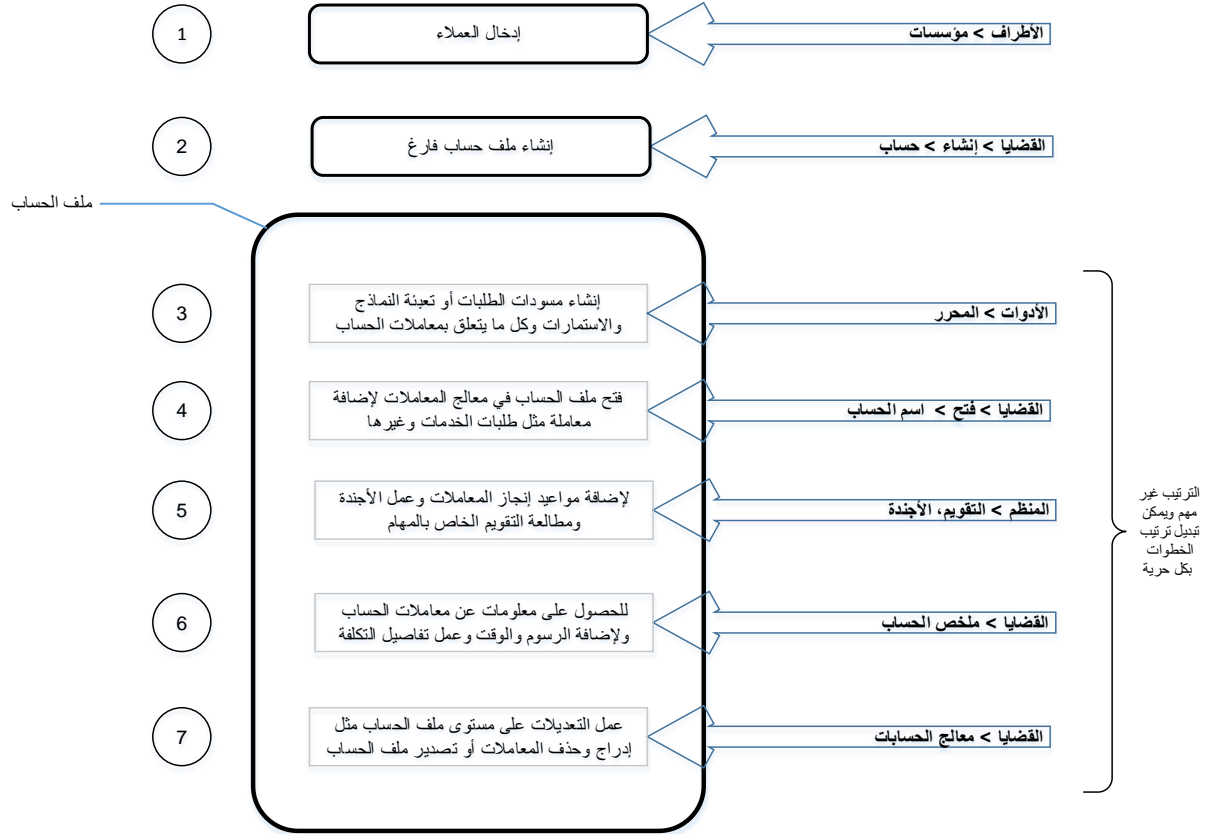 1
إدخال العملاء
الأطراف > مؤسسات
2
إنشاء ملف حساب فارغ
القضايا > إنشاء > حساب
ملف الحساب
3
إنشاء مسودات الطلبات أو تعبئة النماذج
والاستمارات وكل ما يتعلق بمعاملات الحساب
الأدوات > المحرر
4
فتح ملف الحساب في معالج المعاملات لإضافة
معاملة مثل طلبات الخدمات وغيرها
القضايا > فتح > اسم الحساب
5
لإضافة مواعيد إنجاز المعاملات وعمل الأجندة
ومطالعة التقويم الخاص بالمهام
المنظم > التقويم، الأجندة
6
للحصول على معلومات عن معاملات الحساب
ولإضافة الرسوم والوقت وعمل تفاصيل التكلفة
القضايا > ملخص الحساب
7
عمل التعديلات على مستوى ملف الحساب مثل
إدراج وحذف المعاملات أو تصدير ملف الحساب
القضايا > معالج الحسابات
الترتيب غير
مهم ويمكن
تبديل ترتيب
الخطوات
بكل حرية